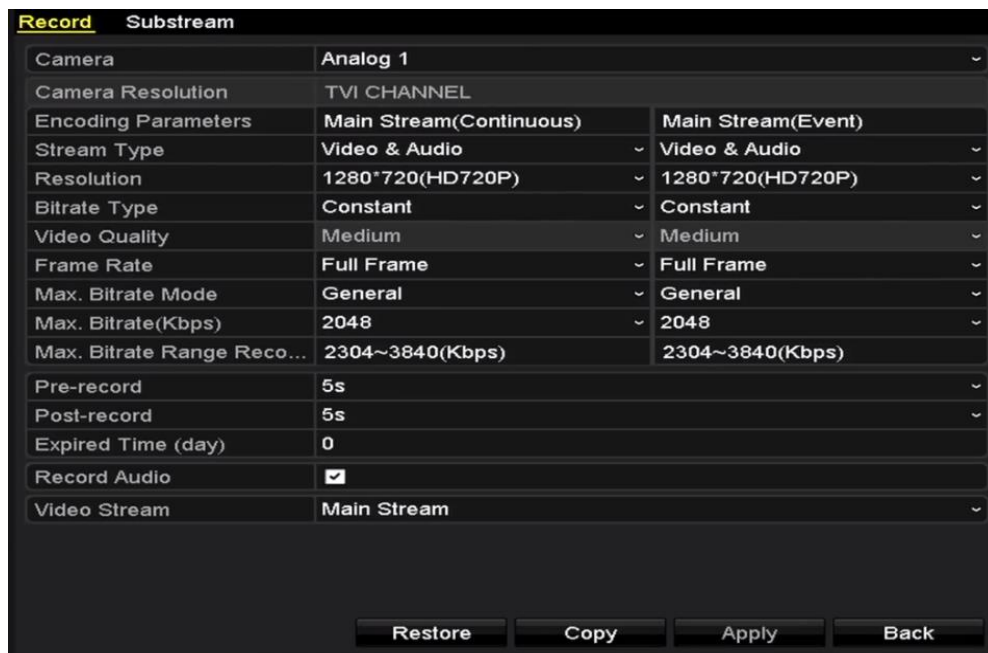 Record Substream
Camera Analog 1
Camera Resolution TVI CHANNEL
Encoding Parameters Main Stream(Continuous) Main Stream(Event)
Stream Type Video & Audio Video & Audio
Resolution 1280*720(HD720P) 1280*720(HD720P)
Bitrate Type Constant Constant
Video Quality Medium Medium
Frame Rate Full Frame Full Frame
Max. Bitrate Mode General General
Max. Bitrate(Kbps) 2048 2048
Max. Bitrate Range Reco... 2304~3840(Kbps) 2304~3840(Kbps)
Pre-record 5s
Post-record 5s
Expired Time (day) 0
Record Audio
Video Stream Main Stream
Restore Copy Apply Back